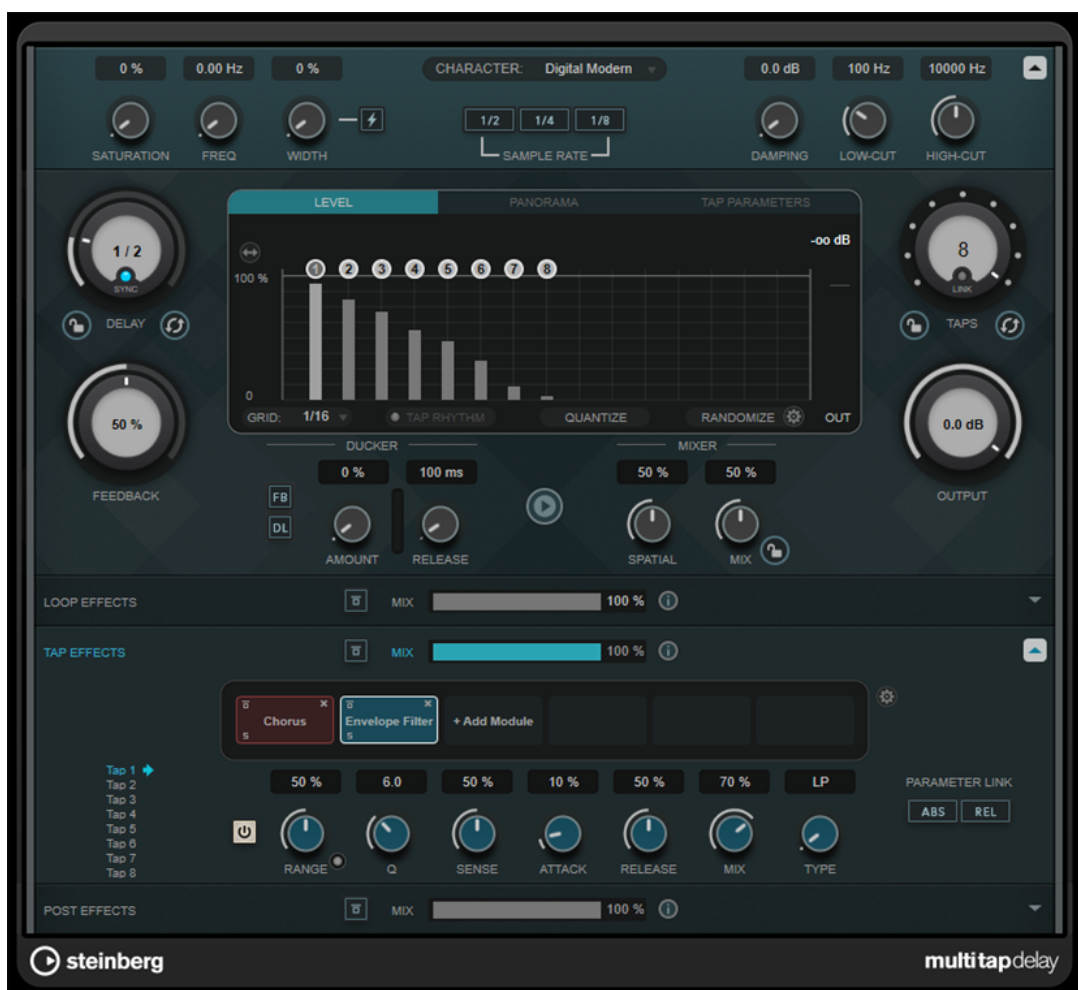 0 % 0.00 Hz 0 % CHARACTER: Digital Modern 0.0 dB 100 Hz 10000 Hz
1/2 1/4 1/8
SATURATION FREQ WIDTH SAMPLE RATE DAMPING LOW-CUT HIGH-CUT
LEVEL PANORAMA TAP PARAMETERS
-oo dB
1 / 2
SYNC
DELAY
8
LINK
TAPS
100 %
1 2 3 4 5 6 7 8
0
GRID: 1/16 TAP RHYTHM QUANTIZE RANDOMIZE OUT
50 %
FEEDBACK
0.0 dB
OUTPUT
DUCKER MIXER
0 % 100 ms 50 % 50 %
FB
DL
AMOUNT RELEASE SPATIAL MIX
LOOP EFFECTS MIX 100 % i
TAP EFFECTS MIX 100 % i
Chorus Envelope Filter + Add Module
S S
Tap 1
Tap 2
Tap 3
Tap 4
Tap 5
Tap 6
Tap 7
Tap 8
50 % 6.0 50 % 10 % 50 % 70 % LP
RANGE Q SENSE ATTACK RELEASE MIX TYPE
PARAMETER LINK
ABS REL
POST EFFECTS MIX 100 % i
steinberg multitapdelay